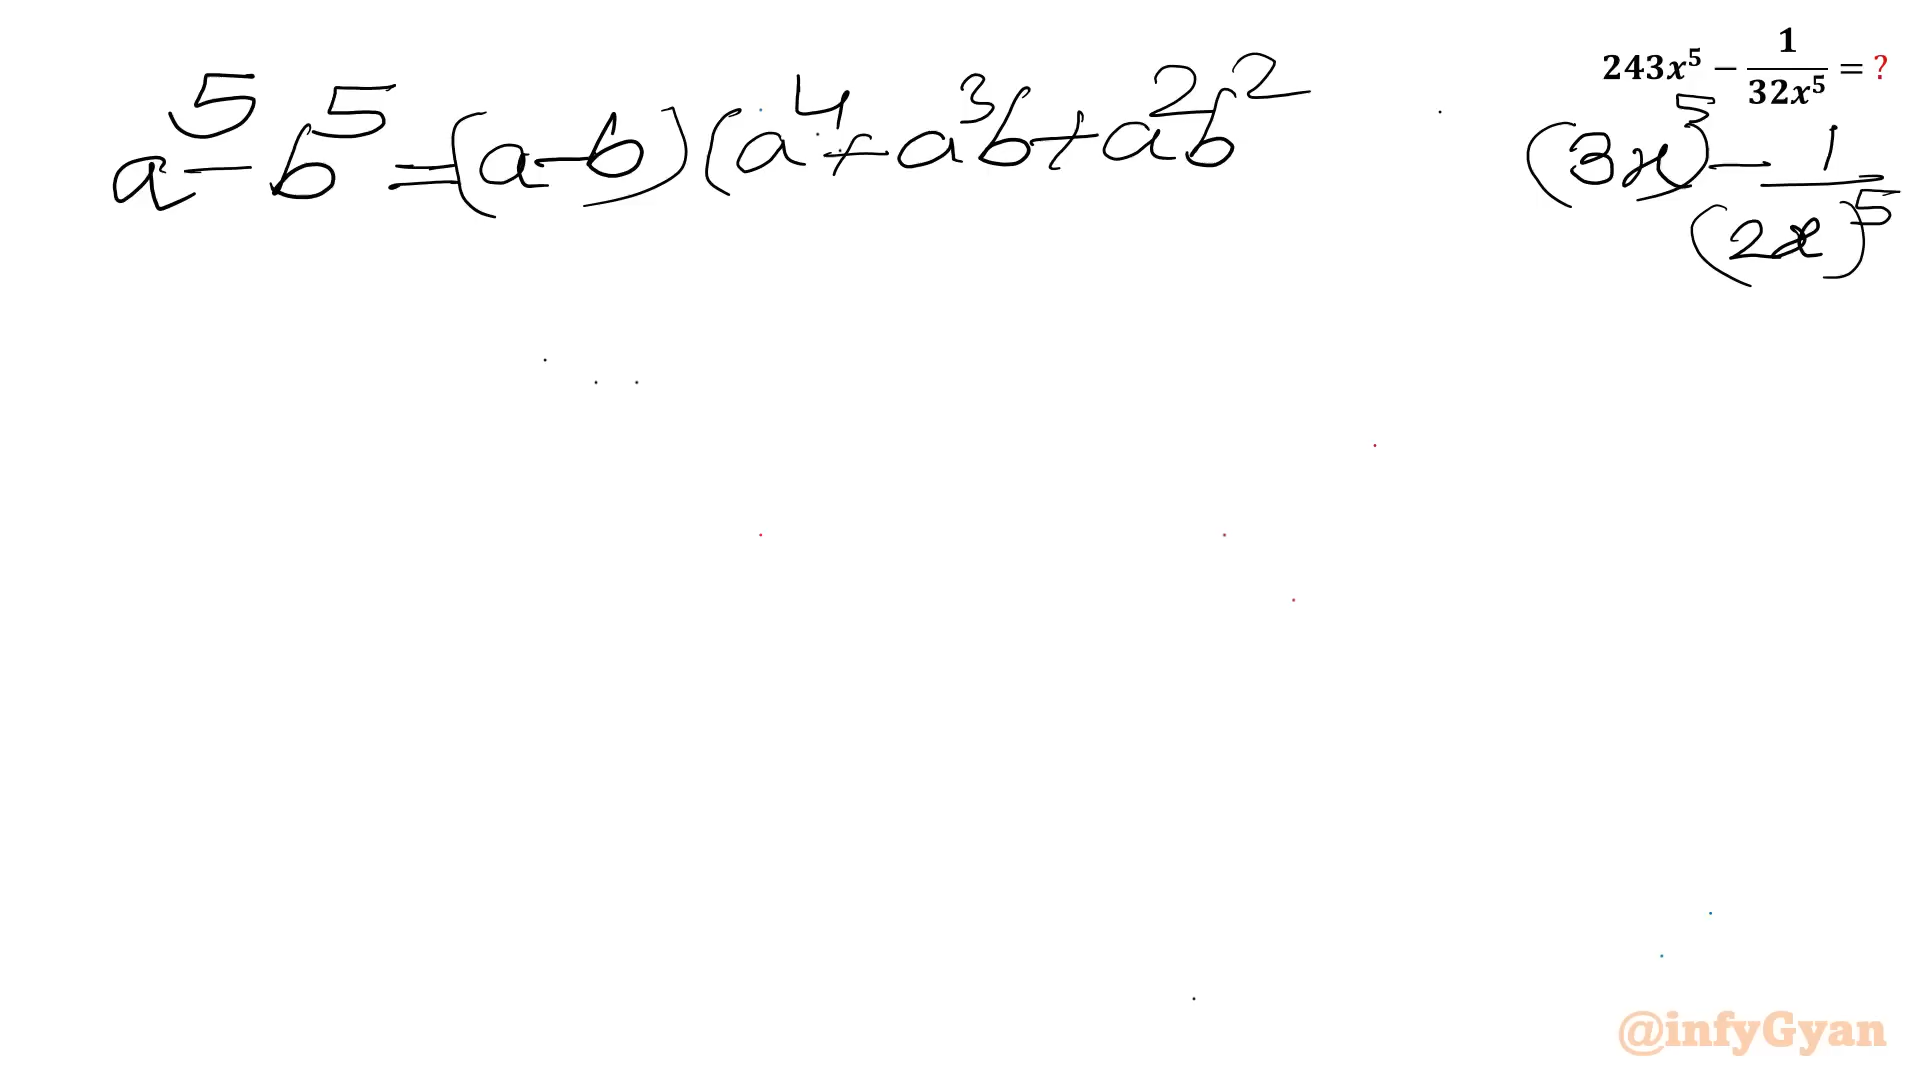 243x⁵ − 1/32x⁵ = ?
a⁵ − b⁵ = (a−b)(a⁴ + a³b + a²b²
(3x)⁵ − 1/(2x)⁵
@infyGyan